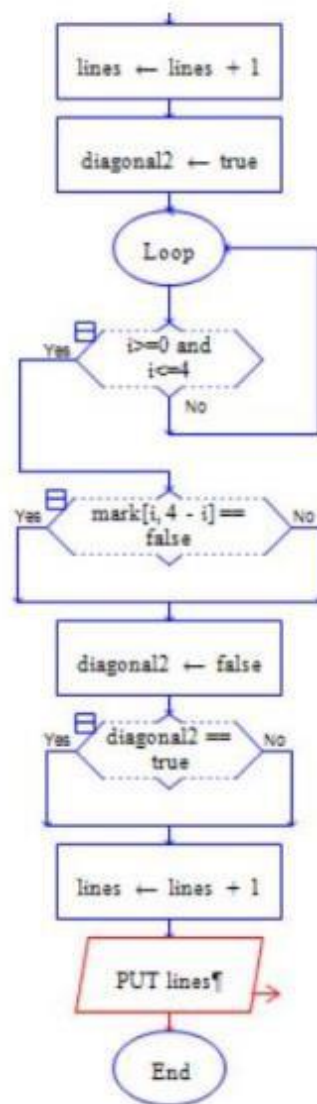 lines ← lines + 1
diagonal2 ← true
Loop
Yes
i>=0 and
i<=4
No
Yes
mark[i, 4 - i] ==
false
No
diagonal2 ← false
Yes
diagonal2 ==
true
No
lines ← lines + 1
PUT lines¶
End